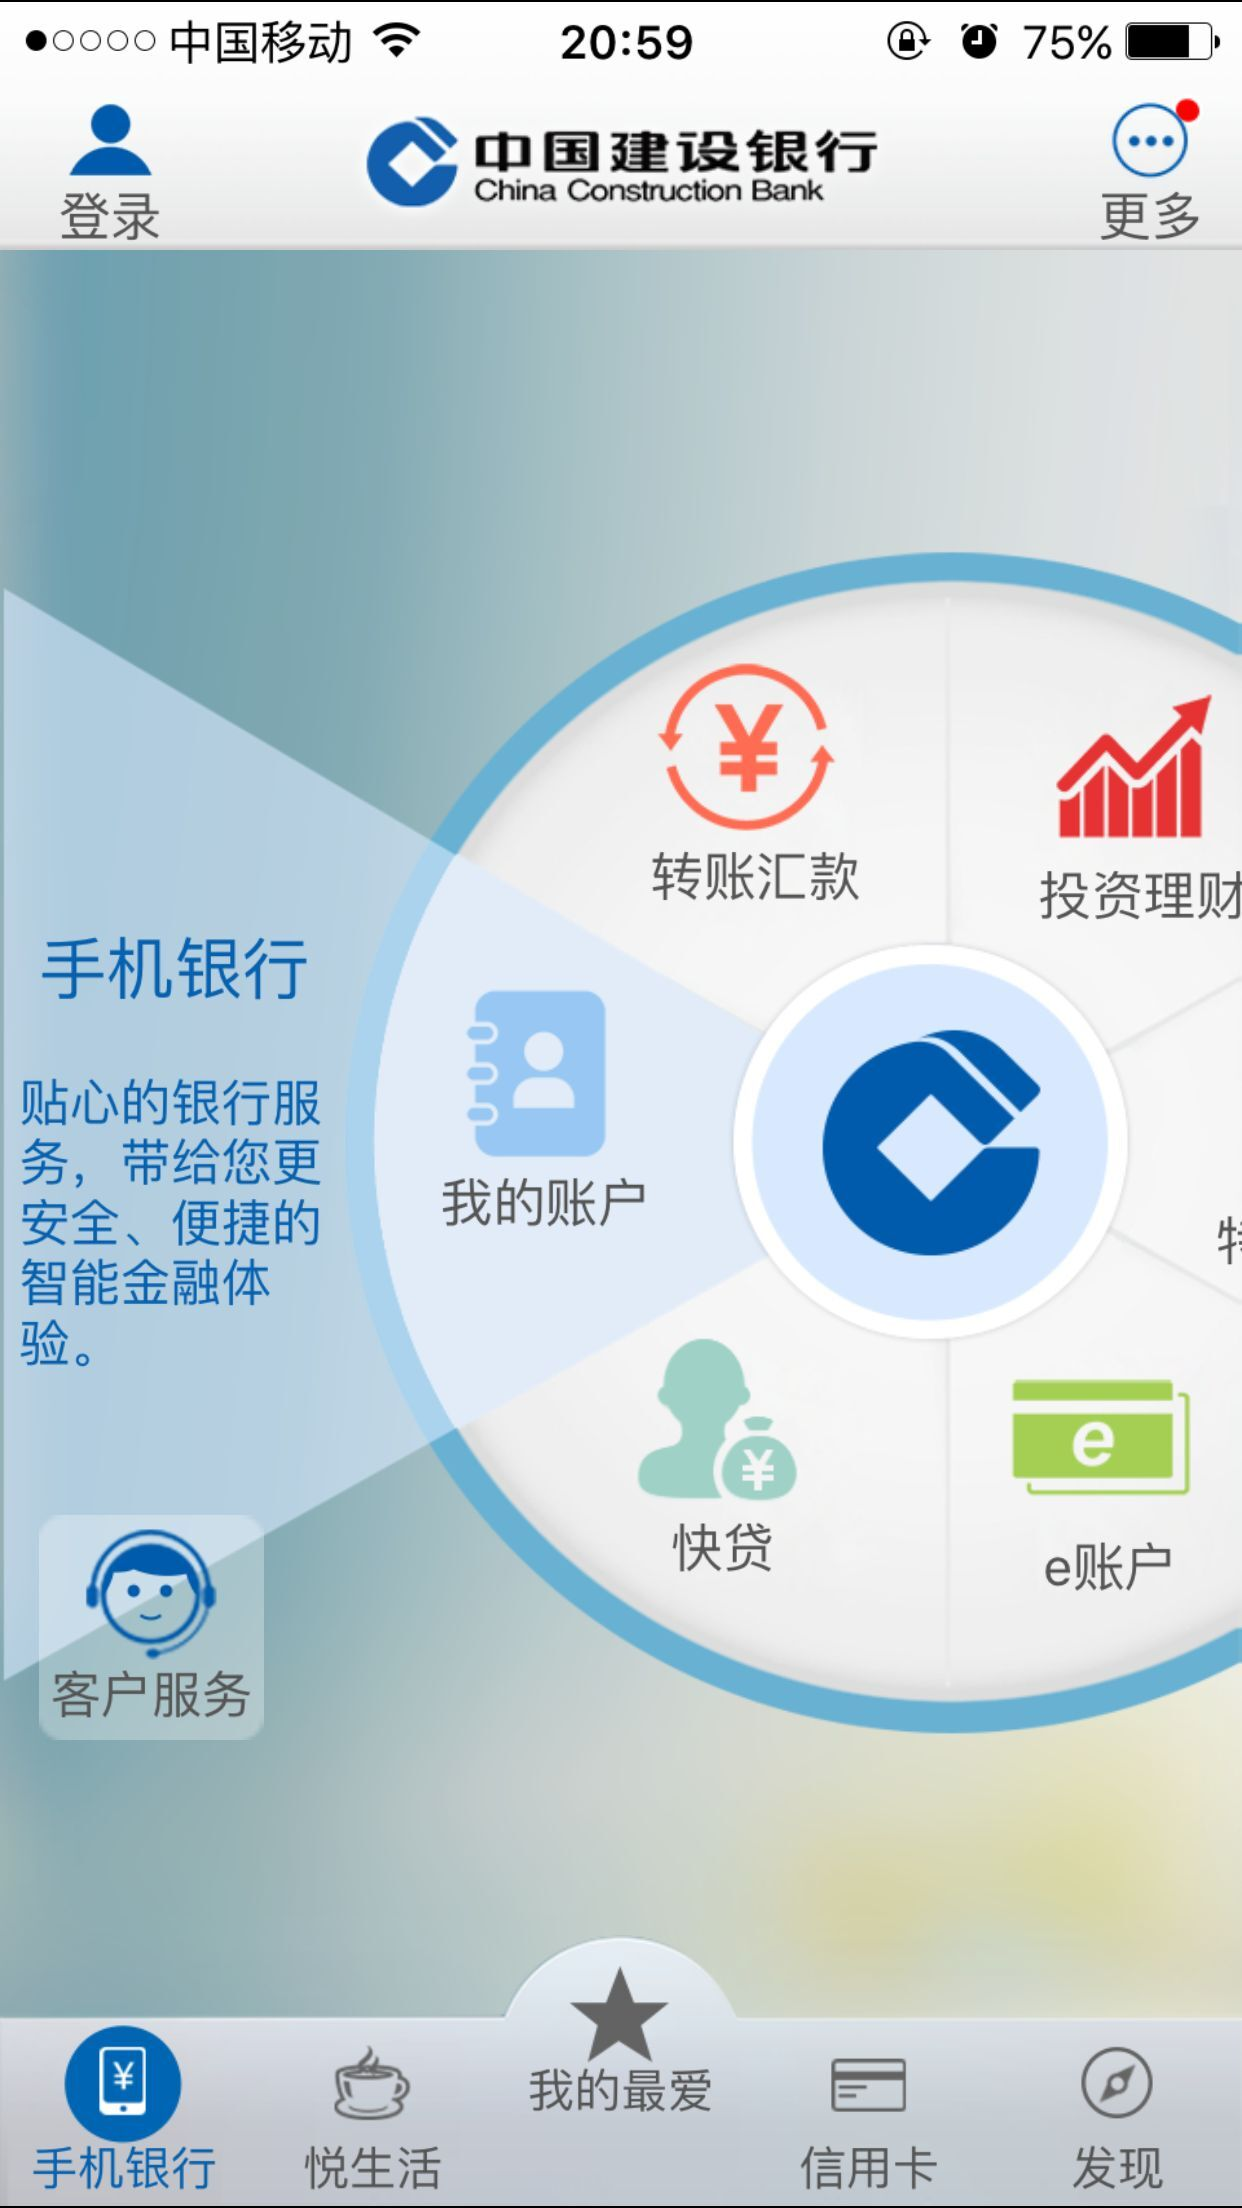 中国移动 20:59 75%
登录
中国建设银行
China Construction Bank
更多
转账汇款
投资理财
手机银行
贴心的银行服
务，带给您更
安全、便捷的
智能金融体
验。
我的账户
快贷
e
e账户
客户服务
手机银行
悦生活
我的最爱
信用卡
发现